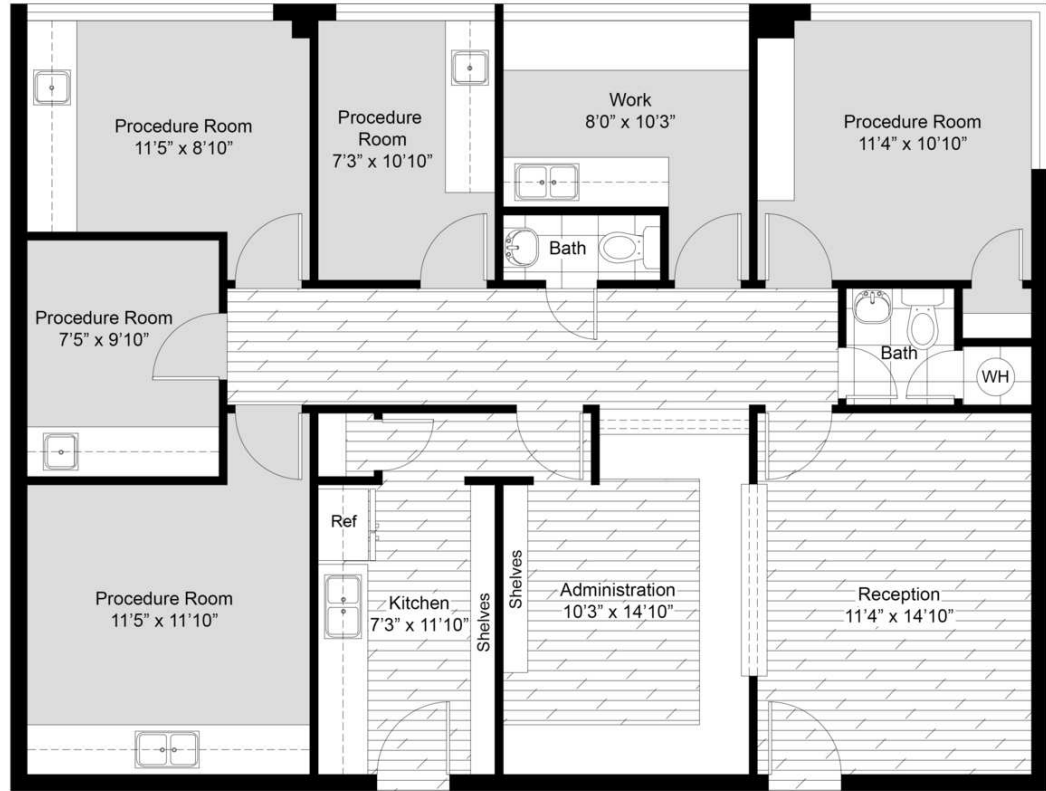 Procedure Room
11’5” x 8’10”
Procedure
Room
7’3” x 10’10”
Work
8’0” x 10’3”
Procedure Room
11’4” x 10’10”
Bath
Procedure Room
7’5” x 9’10”
Bath
WH
Ref
Procedure Room
11’5” x 11’10”
Kitchen
7’3” x 11’10”
Shelves
Shelves
Administration
10’3” x 14’10”
Reception
11’4” x 14’10”